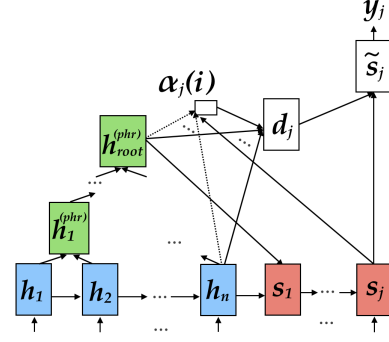 y_j
s̃_j
α_j(i)
d_j
h_root^(phr)
...
...
...
h_1^(phr)
...
h_1 h_2 ... h_n s_1 ... s_j
... ...